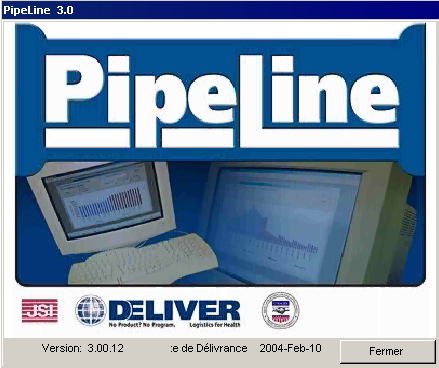 PipeLine 3.0
PipeLine
JSI
DELIVER
No Product? No Program. Logistics for Health
Version: 3.00.12 :e de Délivrance 2004-Feb-10
Fermer